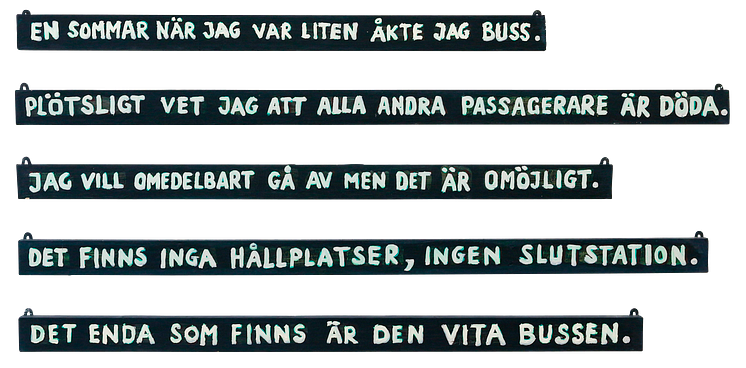 EN SOMMAR NÄR JAG VAR LITEN ÅKTE JAG BUSS.
PLÖTSLIGT VET JAG ATT ALLA ANDRA PASSAGERARE ÄR DÖDA.
JAG VILL OMEDELBART GÅ AV MEN DET ÄR OMÖJLIGT.
DET FINNS INGA HÅLLPLATSER, INGEN SLUTSTATION.
DET ENDA SOM FINNS ÄR DEN VITA BUSSEN.